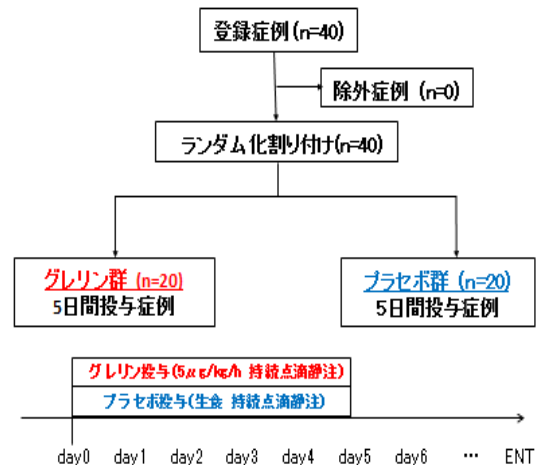 登録症例(n=40)
除外症例 (n=0)
ランダム化割り付け(n=40)
グレリン群 (n=20)
5日間投与症例
プラセボ群 (n=20)
5日間投与症例
グレリン投与(5μg/kg/h 持続点滴静注)
プラセボ投与(生食 持続点滴静注)
day0 day1 day2 day3 day4 day5 day6 … ENT